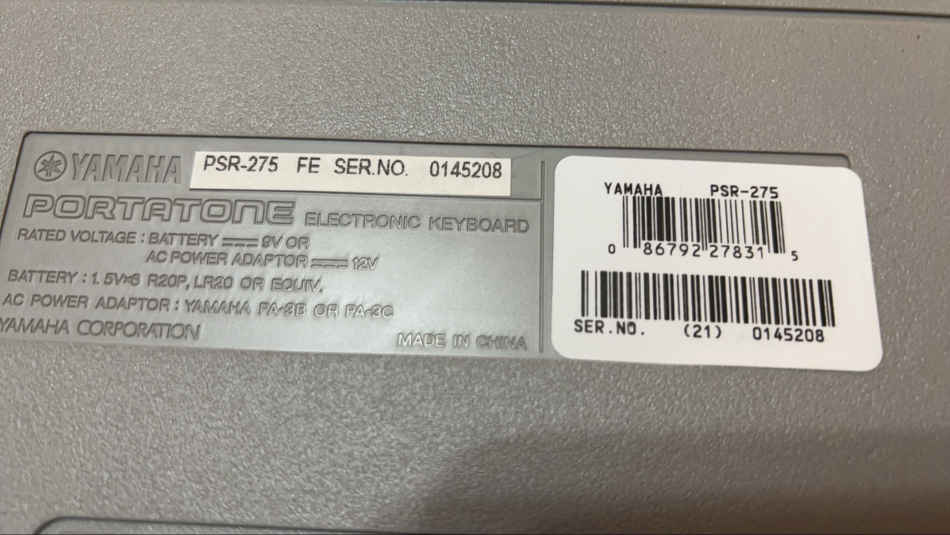 YAMAHA PSR-275 FE SER.NO. 0145208
PORTATONE ELECTRONIC KEYBOARD
RATED VOLTAGE : BATTERY ⎓ 9V OR
AC POWER ADAPTOR ⎓ 12V
BATTERY : 1.5V×6 R20P, LR20 OR EQUIV.
AC POWER ADAPTOR : YAMAHA PA-3B OR PA-3C
YAMAHA CORPORATION
MADE IN CHINA
YAMAHA PSR-275
0 86792 27831 5
SER.NO. (21) 0145208